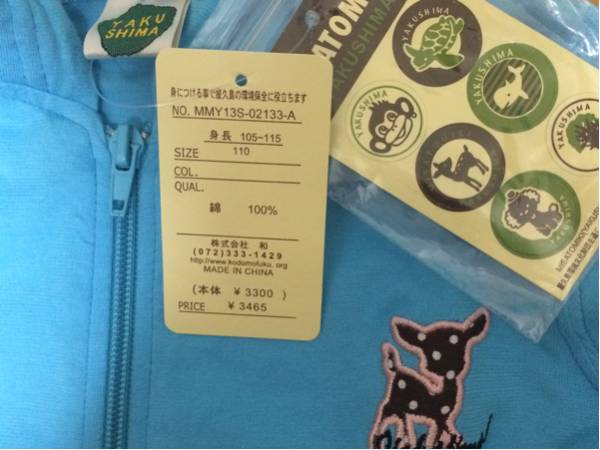 YAKU
SHIMA
身につける事で屋久島の環境保全に役立ちます
NO. MMY13S-02133-A
身長 105~115
SIZE 110
COL.
QUAL.
綿 100%
株式会社 和
(072)333-1429
http://www.kodomofuku.org
MADE IN CHINA
(本体 ¥ 3300 )
PRICE ¥ 3465
YAKUSHIMA
YAKUSHIMA
YAKUSHIMA
YAKUSHIMA
YAKUSHIMA